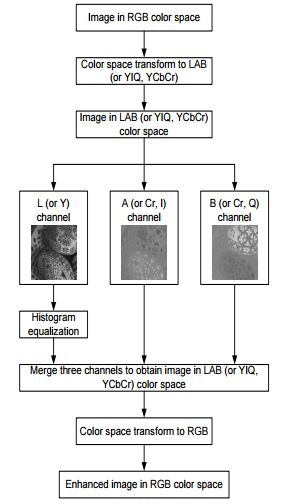 Image in RGB color space
Color space transform to LAB
(or YIQ, YCbCr)
Image in LAB (or YIQ, YCbCr)
color space
L (or Y)
channel
A (or Cr, I)
channel
B (or Cr, Q)
channel
Histogram
equalization
Merge three channels to obtain image in LAB (or YIQ,
YCbCr) color space
Color space transform to RGB
Enhanced image in RGB color space